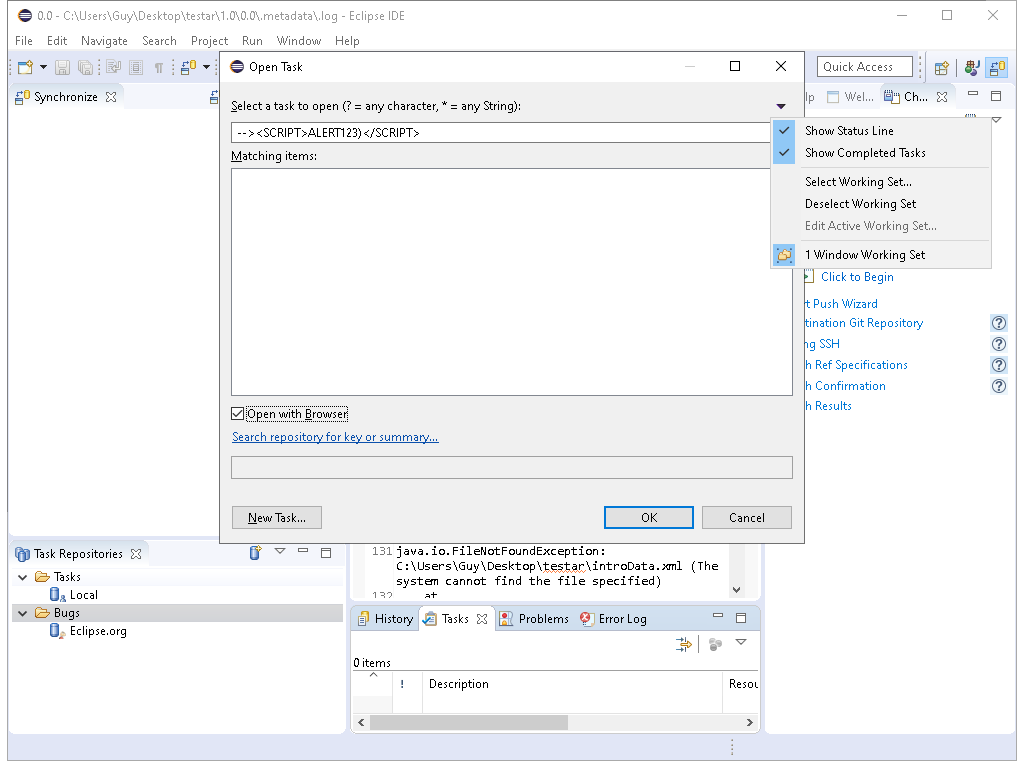 0.0 - C:\Users\Guy\Desktop\testar\1.0\0.0\.metadata\.log - Eclipse IDE
File Edit Navigate Search Project Run Window Help
Quick Access
Open Task
Synchronize
Wel... Ch...
Select a task to open (? = any character, * = any String):
--><SCRIPT>ALERT123)</SCRIPT>
Matching items:
Show Status Line
Show Completed Tasks
Select Working Set...
Deselect Working Set
Edit Active Working Set...
1 Window Working Set
Click to Begin
t Push Wizard
tination Git Repository
ng SSH
h Ref Specifications
h Confirmation
h Results
Open with Browser
Search repository for key or summary...
New Task... OK Cancel
Task Repositories
Tasks
Local
Bugs
Eclipse.org
131 java.io.FileNotFoundException:
C:\Users\Guy\Desktop\testar\introData.xml (The
system cannot find the file specified)
132 at
History Tasks Problems Error Log
0 items
! Description Resou